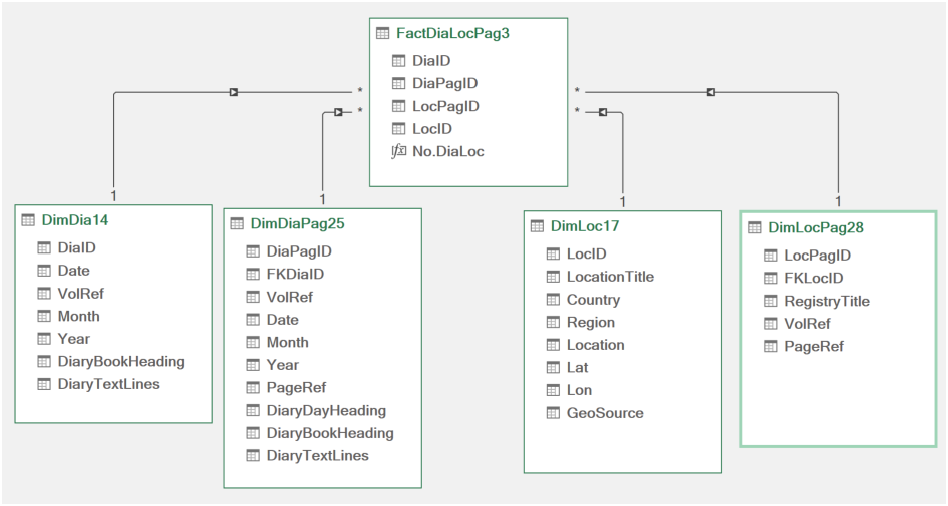 FactDiaLocPag3
DiaID
DiaPagID
LocPagID
LocID
No.DiaLoc
*
*
*
*
1
1
1
1
DimDia14
DiaID
Date
VolRef
Month
Year
DiaryBookHeading
DiaryTextLines
DimDiaPag25
DiaPagID
FKDiaID
VolRef
Date
Month
Year
PageRef
DiaryDayHeading
DiaryBookHeading
DiaryTextLines
DimLoc17
LocID
LocationTitle
Country
Region
Location
Lat
Lon
GeoSource
DimLocPag28
LocPagID
FKLocID
RegistryTitle
VolRef
PageRef